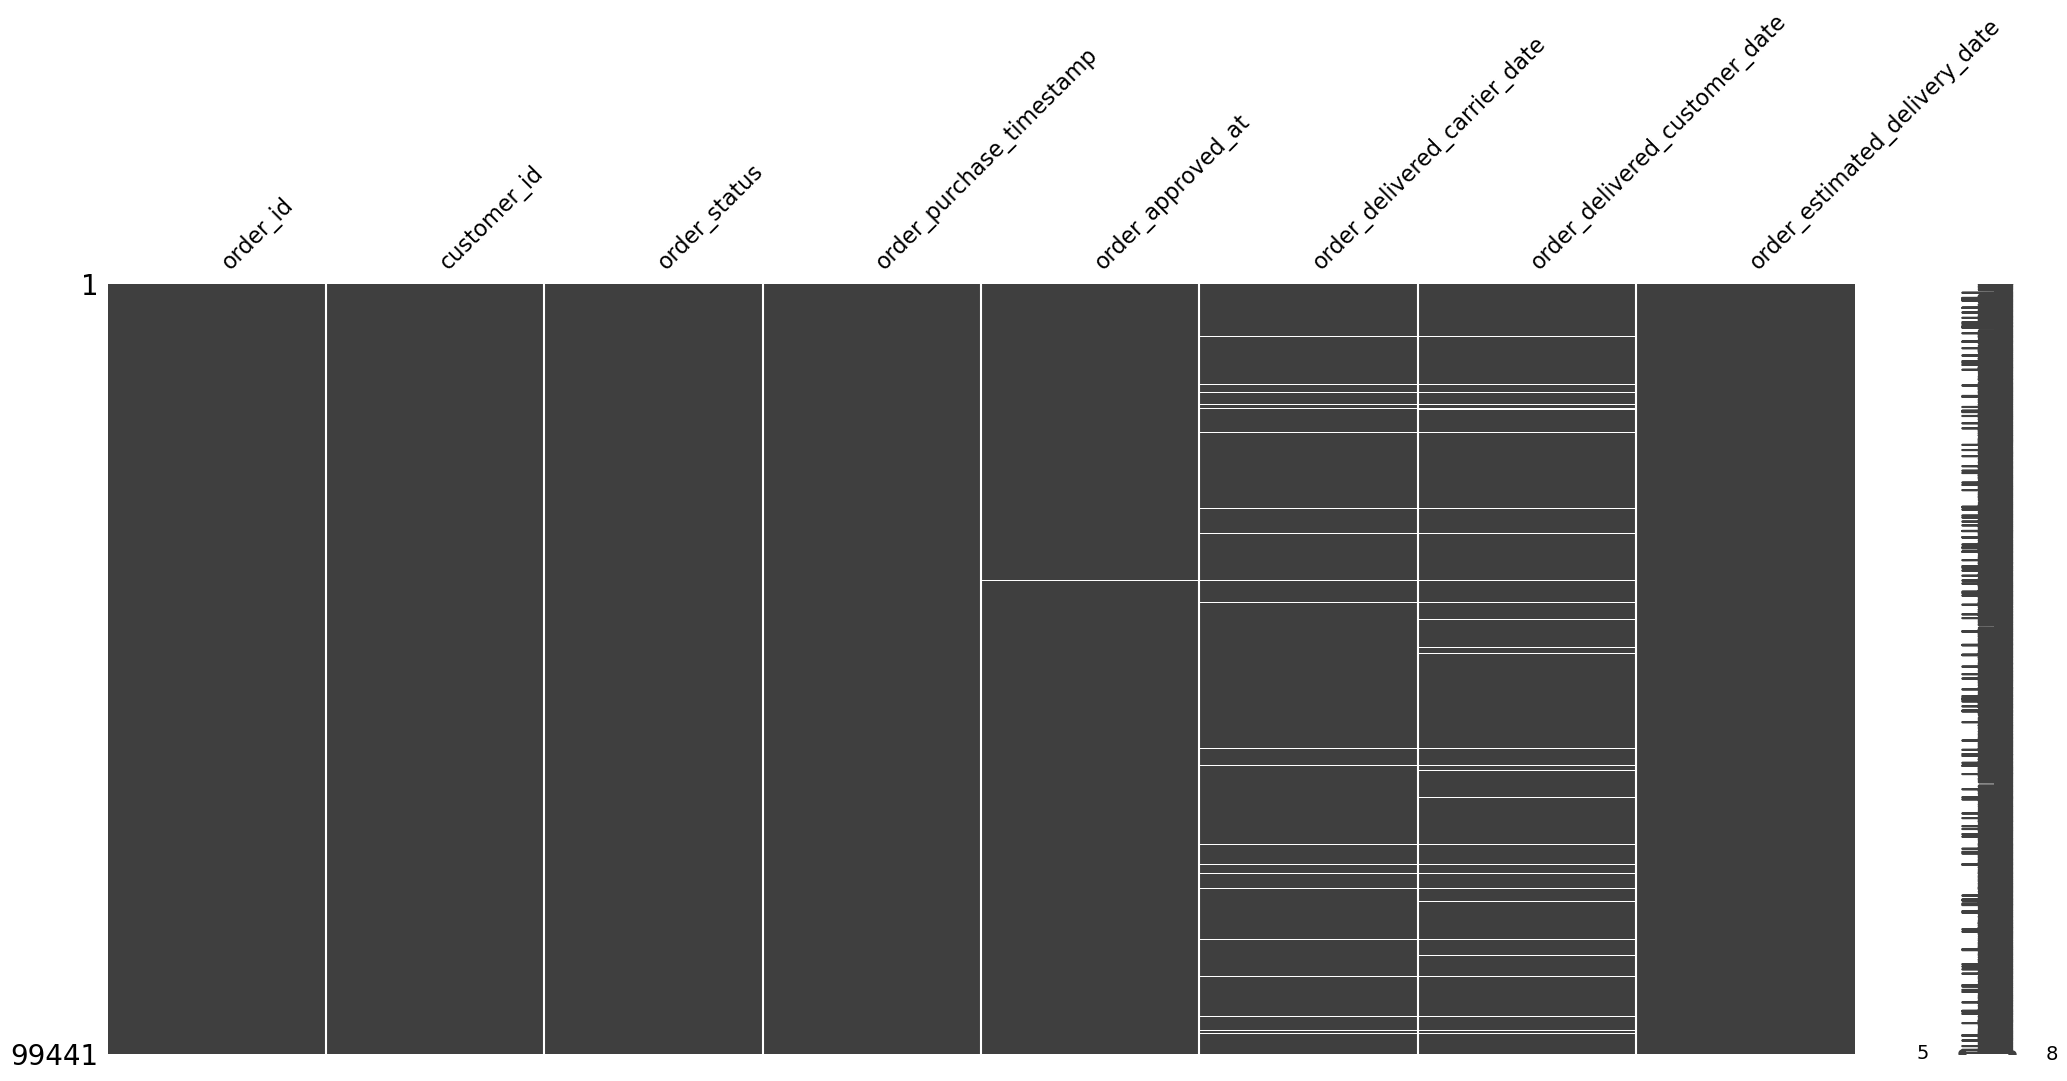 order_id
customer_id
order_status
order_purchase_timestamp
order_approved_at
order_delivered_carrier_date
order_delivered_customer_date
order_estimated_delivery_date
1
99441
5
8